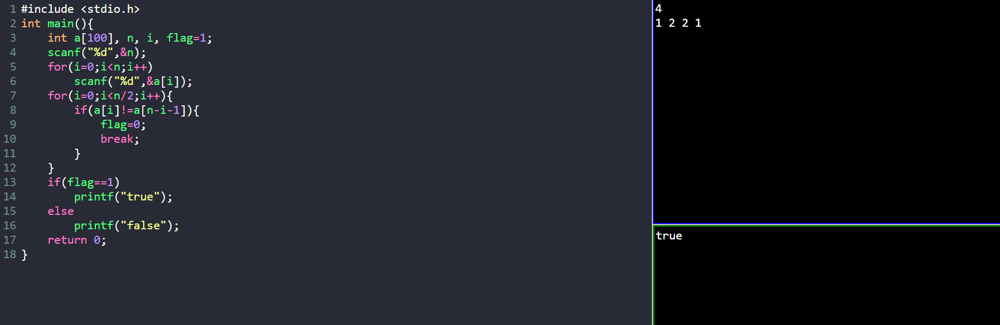 1 #include <stdio.h>
2 int main(){
3     int a[100], n, i, flag=1;
4     scanf("%d",&n);
5     for(i=0;i<n;i++)
6         scanf("%d",&a[i]);
7     for(i=0;i<n/2;i++){
8         if(a[i]!=a[n-i-1]){
9             flag=0;
10             break;
11         }
12     }
13     if(flag==1)
14         printf("true");
15     else
16         printf("false");
17     return 0;
18 }
4
1 2 2 1
true